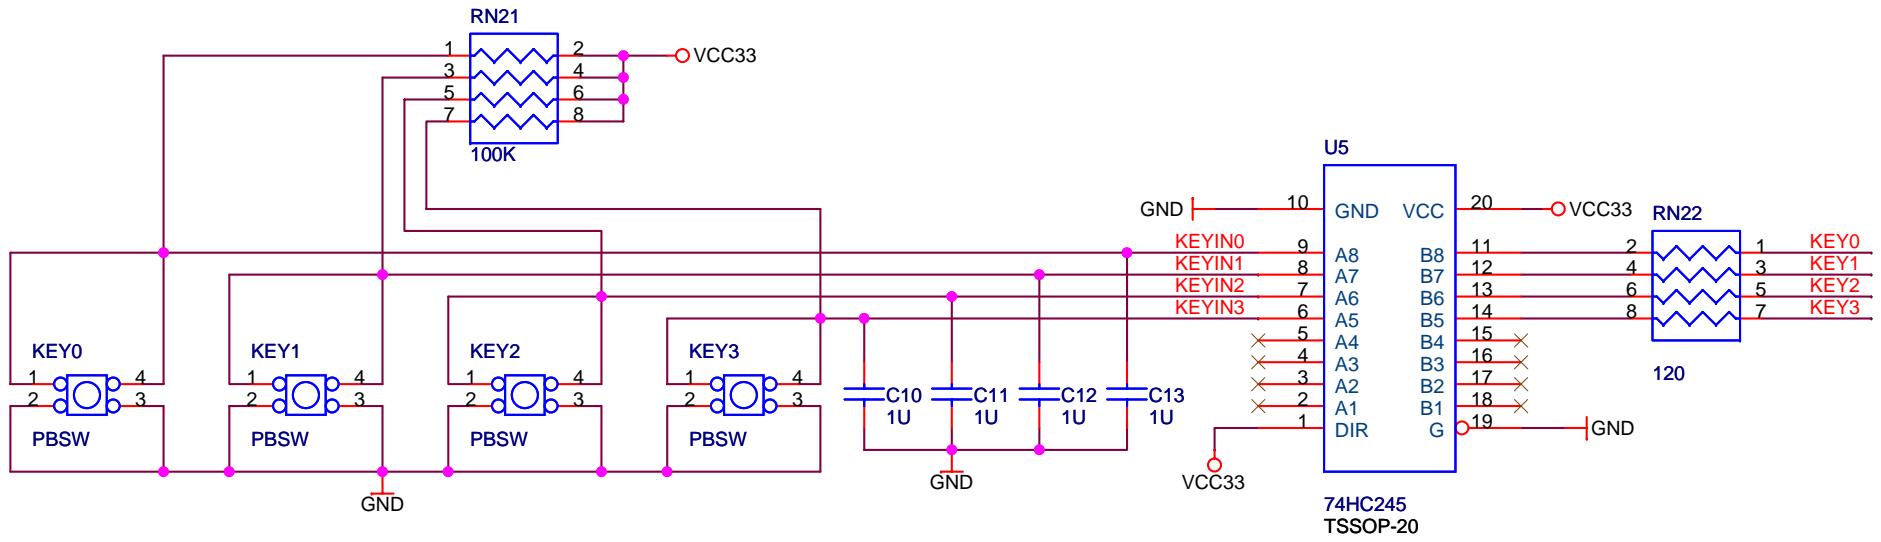 RN21
1 2 VCC33
3 4
5 6
7 8
100K
U5
GND 10 GND VCC 20 VCC33 RN22
KEYIN0 9 A8 B8 11 2 1 KEY0
KEYIN1 8 A7 B7 12 4 3 KEY1
KEYIN2 7 A6 B6 13 6 5 KEY2
KEYIN3 6 A5 B5 14 8 7 KEY3
5 A4 B4 15
4 A3 B3 16
3 A2 B2 17
2 A1 B1 18
1 DIR G 19 GND
120
VCC33
74HC245
TSSOP-20
KEY0 KEY1 KEY2 KEY3
1 4 1 4 1 4 1 4
2 3 2 3 2 3 2 3
PBSW PBSW PBSW PBSW
C10 C11 C12 C13
1U 1U 1U 1U
GND GND